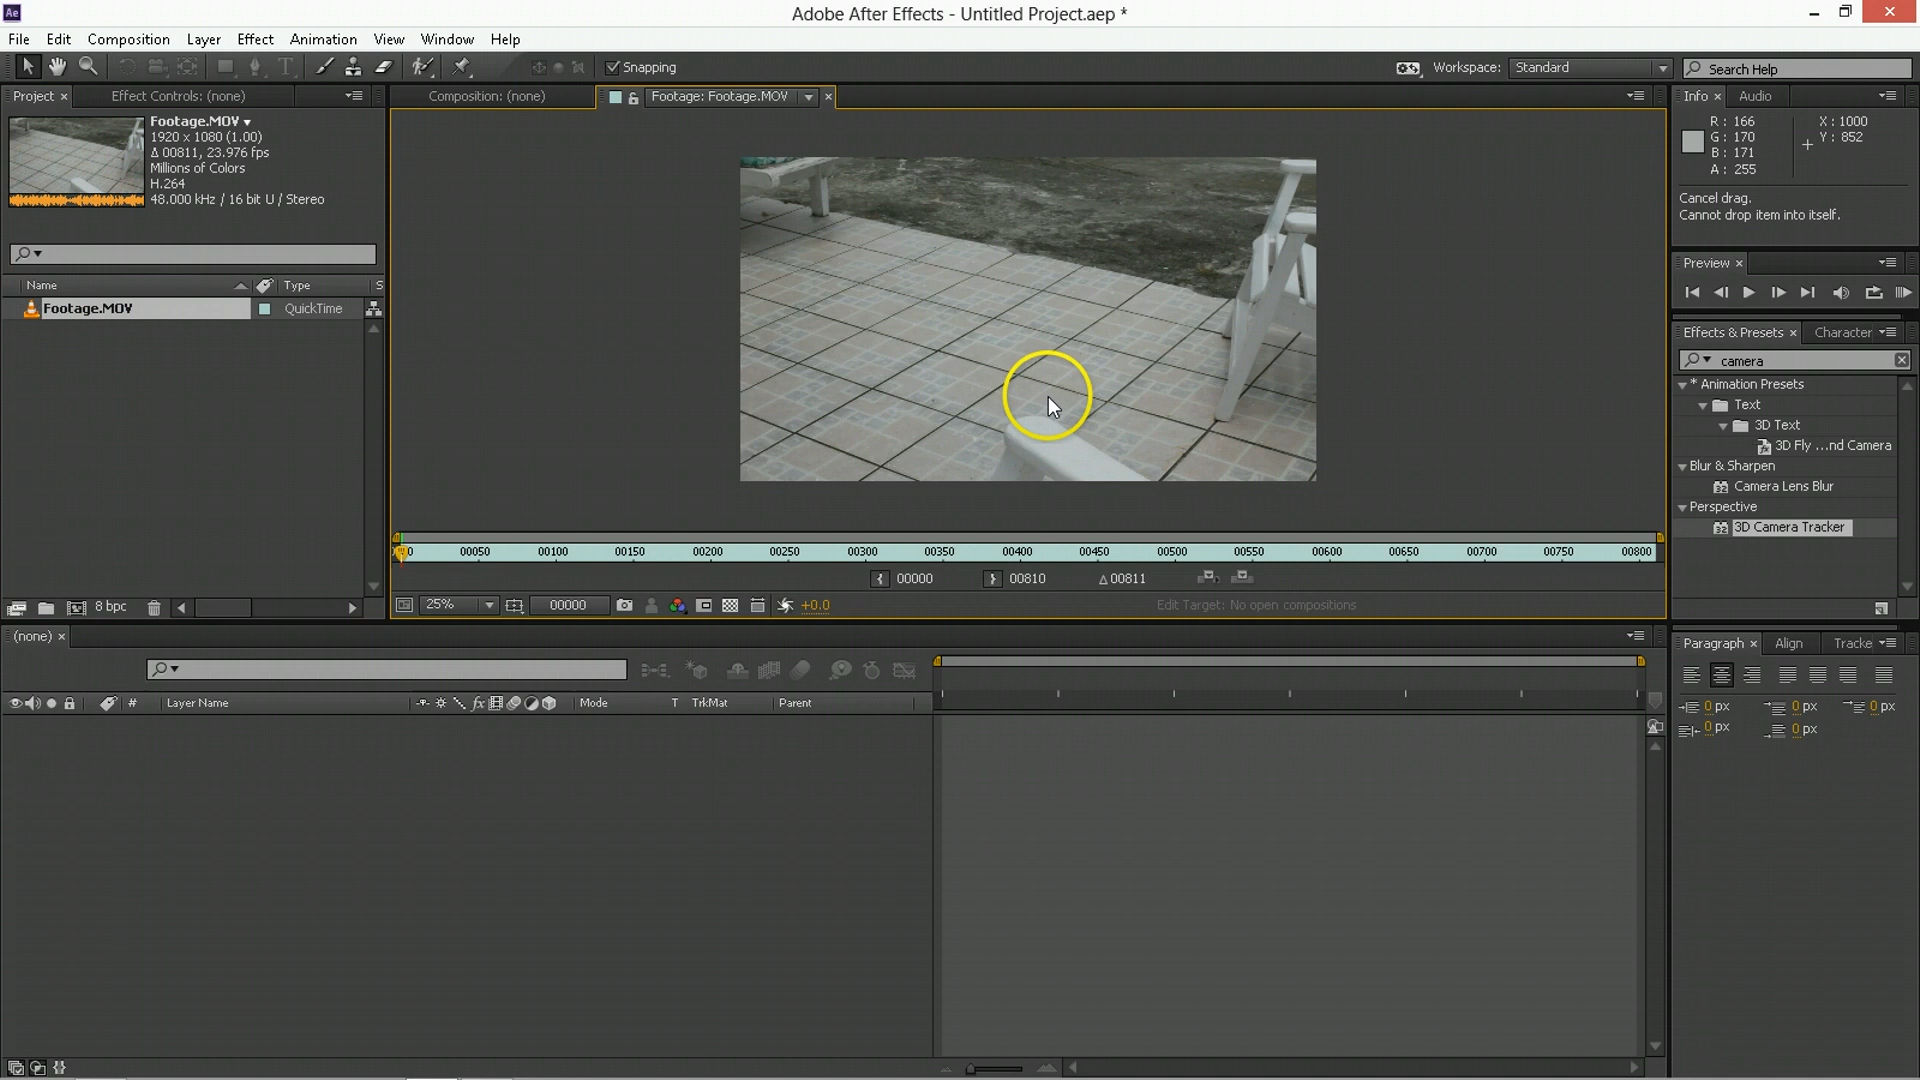 Ae
Adobe After Effects - Untitled Project.aep *
File Edit Composition Layer Effect Animation View Window Help
Snapping
Workspace: Standard
Search Help
Project × Effect Controls: (none)
Footage.MOV
1920 x 1080 (1.00)
Δ 00811, 23.976 fps
Millions of Colors
H.264
48.000 kHz / 16 bit U / Stereo
Name Type S
Footage.MOV QuickTime
8 bpc
Composition: (none) Footage: Footage.MOV ×
00050 00100 00150 00200 00250 00300 00350 00400 00450 00500 00550 00600 00650 00700 00750 00800
{ 00000 } 00810 Δ 00811
25% 00000 +0.0 Edit Target: No open compositions
Info × Audio
R : 166 X : 1000
G : 170 Y : 852
B : 171
A : 255
Cancel drag.
Cannot drop item into itself.
Preview ×
Effects & Presets × Character
camera
* Animation Presets
Text
3D Text
3D Fly ...nd Camera
Blur & Sharpen
32 Camera Lens Blur
Perspective
32 3D Camera Tracker
(none) ×
# Layer Name fx Mode T TrkMat Parent
Paragraph × Align Tracke
0 px 0 px 0 px
0 px 0 px